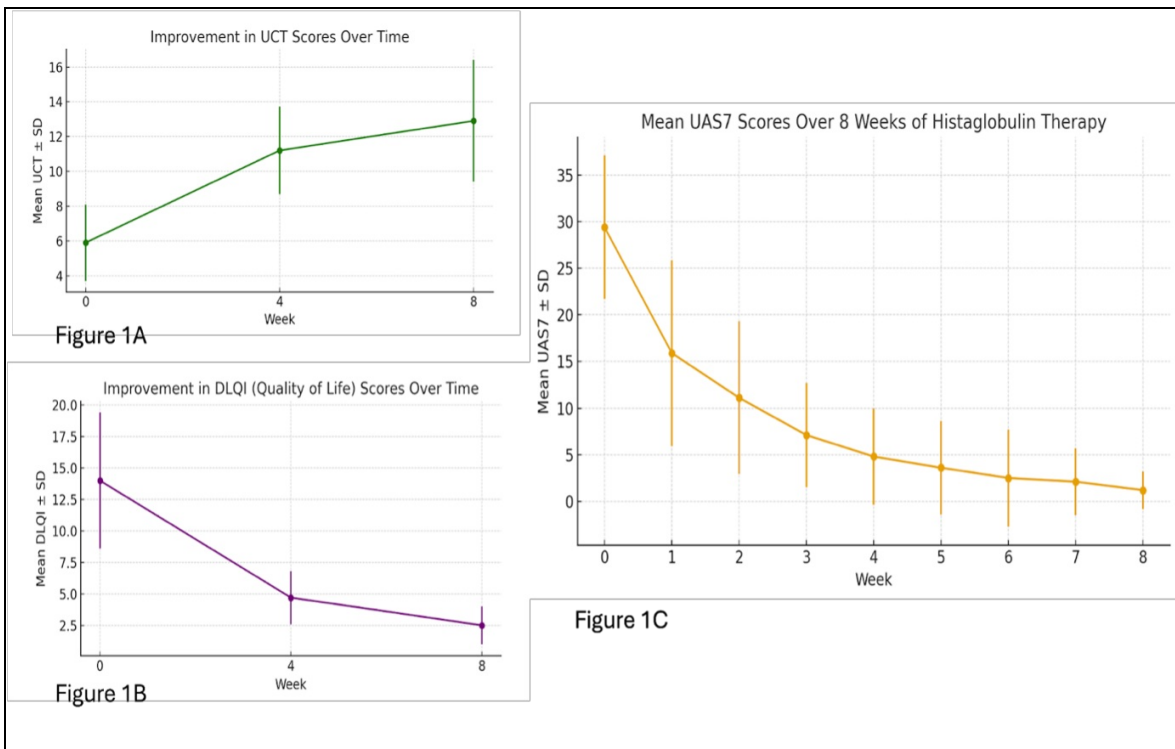 Improvement in UCT Scores Over Time
Mean UCT ± SD
16
14
12
10
8
6
4
0 4 8
Week
Figure 1A
Improvement in DLQI (Quality of Life) Scores Over Time
Mean DLQI ± SD
20.0
17.5
15.0
12.5
10.0
7.5
5.0
2.5
0 4 8
Week
Figure 1B
Mean UAS7 Scores Over 8 Weeks of Histaglobulin Therapy
Mean UAS7 ± SD
35
30
25
20
15
10
5
0
0 1 2 3 4 5 6 7 8
Week
Figure 1C